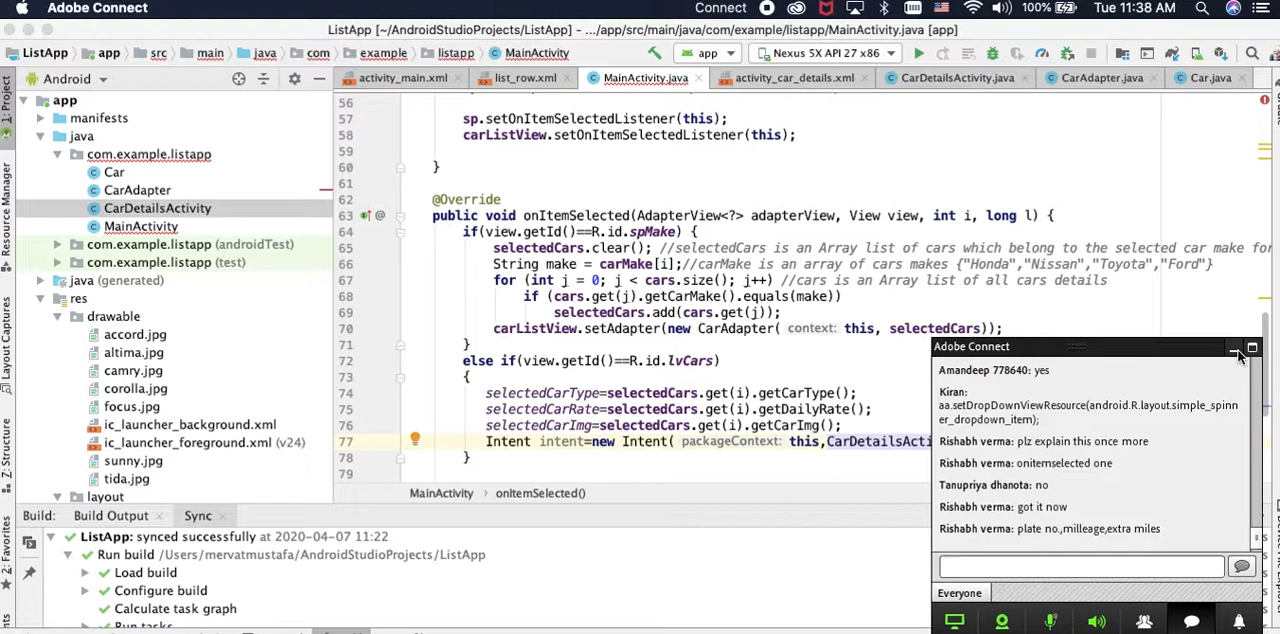 Adobe Connect
Connect
100%
Tue 11:38 AM
ListApp [~/AndroidStudioProjects/ListApp] - .../app/src/main/java/com/example/listapp/MainActivity.java [app]
ListApp app src main java com example listapp MainActivity
app
Nexus 5X API 27 x86
Android
activity_main.xml
list_row.xml
MainActivity.java
activity_car_details.xml
CarDetailsActivity.java
CarAdapter.java
Car.java
1: Project
Resource Manager
Layout Captures
Z: Structure
2: Favorites
app
manifests
java
com.example.listapp
Car
CarAdapter
CarDetailsActivity
MainActivity
com.example.listapp (androidTest)
com.example.listapp (test)
java (generated)
res
drawable
accord.jpg
altima.jpg
camry.jpg
corolla.jpg
focus.jpg
ic_launcher_background.xml
ic_launcher_foreground.xml (v24)
sunny.jpg
tida.jpg
layout
56
57 sp.setOnItemSelectedListener(this);
58 carListView.setOnItemSelectedListener(this);
59
60 }
61
62 @Override
63 public void onItemSelected(AdapterView<?> adapterView, View view, int i, long l) {
64 if(view.getId()==R.id.spMake) {
65 selectedCars.clear(); //selectedCars is an Array list of cars which belong to the selected car make for
66 String make = carMake[i];//carMake is an array of cars makes {"Honda","Nissan","Toyota","Ford"}
67 for (int j = 0; j < cars.size(); j++) //cars is an Array list of all cars details
68 if (cars.get(j).getCarMake().equals(make))
69 selectedCars.add(cars.get(j));
70 carListView.setAdapter(new CarAdapter( context: this, selectedCars));
71 }
72 else if(view.getId()==R.id.lvCars)
73 {
74 selectedCarType=selectedCars.get(i).getCarType();
75 selectedCarRate=selectedCars.get(i).getDailyRate();
76 selectedCarImg=selectedCars.get(i).getCarImg();
77 Intent intent=new Intent( packageContext: this,CarDetailsActi
78 }
79
MainActivity › onItemSelected()
Adobe Connect
Amandeep 778640: yes
Kiran:
aa.setDropDownViewResource(android.R.layout.simple_spinn
er_dropdown_item);
Rishabh verma: plz explain this once more
Rishabh verma: onitemselected one
Tanupriya dhanota: no
Rishabh verma: got it now
Rishabh verma: plate no.,milleage,extra miles
Everyone
Build: Build Output Sync
ListApp: synced successfully at 2020-04-07 11:22
Run build /Users/mervatmustafa/AndroidStudioProjects/ListApp
Load build
Configure build
Calculate task graph
Run tasks